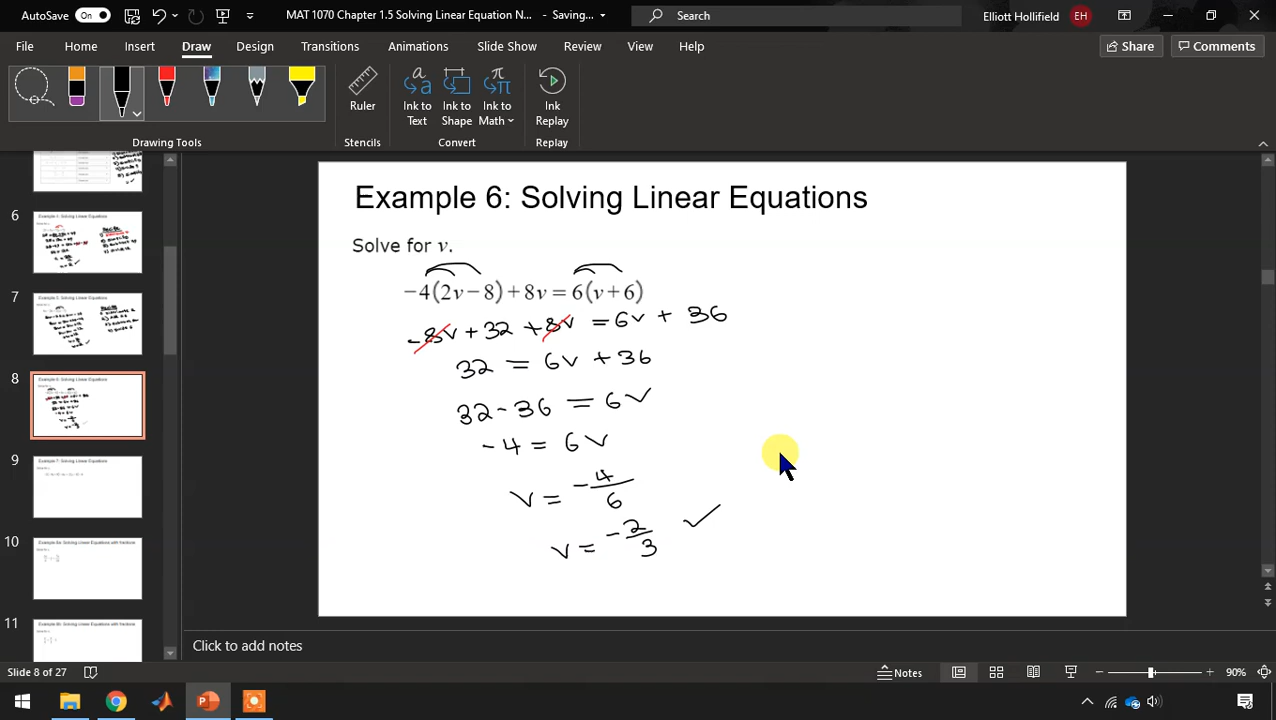 AutoSave On MAT 1070 Chapter 1.5 Solving Linear Equation N... - Saving... Search Elliott Hollifield EH
File Home Insert Draw Design Transitions Animations Slide Show Review View Help Share Comments
Ruler
Ink to Text
Ink to Shape
Ink to Math
Ink Replay
Drawing Tools Stencils Convert Replay
6
7
8
9
10
11
Example 6: Solving Linear Equations
Solve for v.
−4(2v−8)+8v=6(v+6)
-8v + 32 + 8v = 6v + 36
32 = 6v + 36
32 - 36 = 6v
-4 = 6v
v = -4/6
v = -2/3 ✓
Click to add notes
Slide 8 of 27 Notes 90%